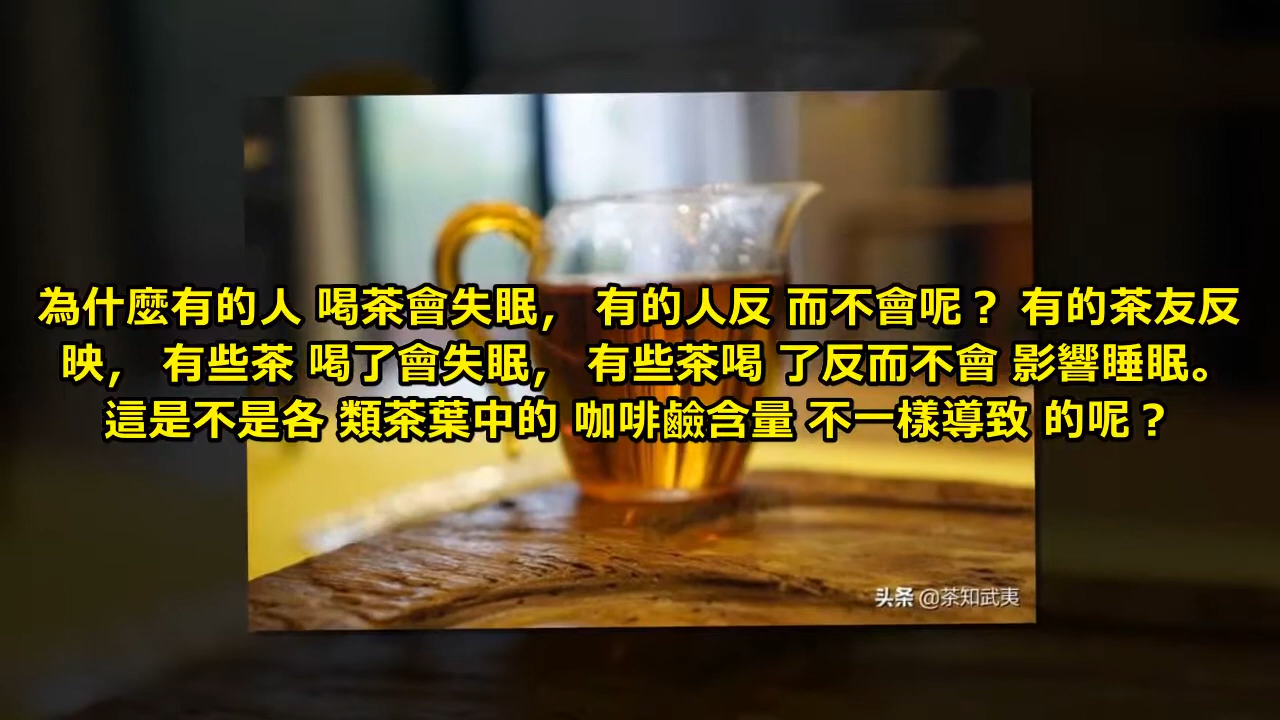 為什麼有的人 喝茶會失眠， 有的人反 而不會呢？ 有的茶友反
映， 有些茶 喝了會失眠， 有些茶喝 了反而不會 影響睡眠。
這是不是各 類茶葉中的 咖啡鹼含量 不一樣導致 的呢？
头条 @茶知武夷